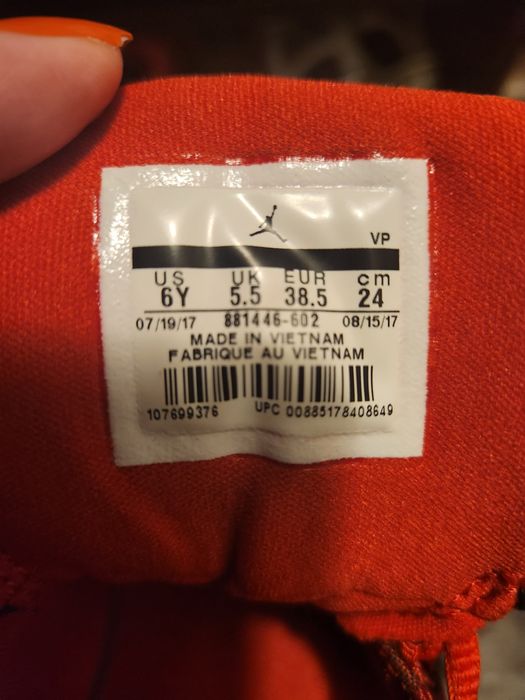 VP
US UK EUR cm
6Y 5.5 38.5 24
07/19/17 881446-602 08/15/17
MADE IN VIETNAM
FABRIQUE AU VIETNAM
107699376 UPC 00885178408649